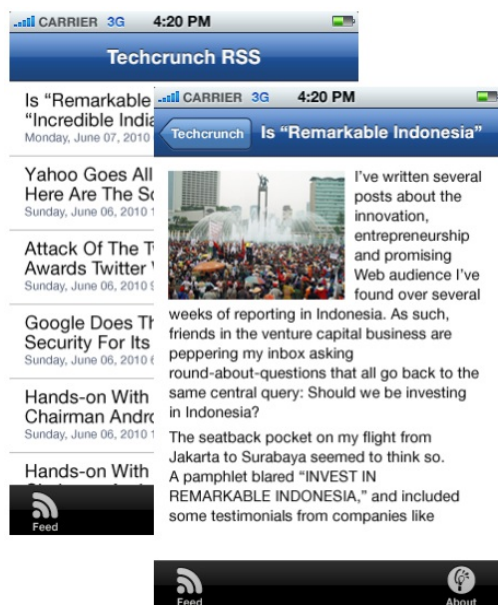 CARRIER 3G 4:20 PM
Techcrunch RSS
Is “Remarkable
“Incredible India
Monday, June 07, 2010
Yahoo Goes All
Here Are The
Sunday, June 06, 2010 1
Attack Of The
Awards Twitter
Sunday, June 06, 2010 9
Google Does
Security For Its
Sunday, June 06, 2010 6
Hands-on With
Chairman
Sunday, June 06, 2010 1
Hands-on With
Feed
CARRIER 3G 4:20 PM
Techcrunch Is “Remarkable Indonesia”
I’ve written several
posts about the
innovation,
entrepreneurship
and promising
Web audience I’ve
found over several
weeks of reporting in Indonesia. As such,
friends in the venture capital business are
peppering my inbox asking
round-about-questions that all go back to the
same central query: Should we be investing
in Indonesia?
The seatback pocket on my flight from
Jakarta to Surabaya seemed to think so.
A pamphlet blared “INVEST IN
REMARKABLE INDONESIA,” and included
some testimonials from companies like
Feed About